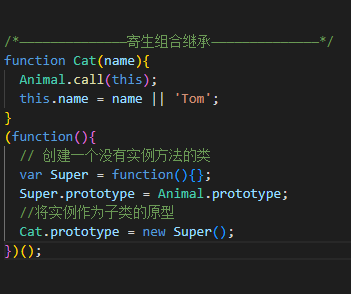 /*——————————————寄生组合继承——————————————*/
function Cat(name){
  Animal.call(this);
  this.name = name || 'Tom';
}
(function(){
  // 创建一个没有实例方法的类
  var Super = function(){};
  Super.prototype = Animal.prototype;
  //将实例作为子类的原型
  Cat.prototype = new Super();
})();